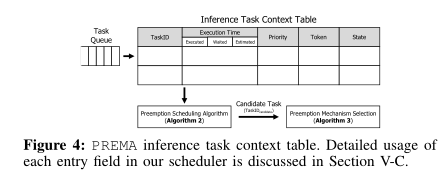 Inference Task Context Table
Task
Queue
TaskID
Execution Time
Executed
Waited
Estimated
Priority
Token
State
Preemption Scheduling Algorithm
(Algorithm 2)
Candidate Task
(TaskIDcandidate)
Preemption Mechanism Selection
(Algorithm 3)
Figure 4: PREMA inference task context table. Detailed usage of
each entry field in our scheduler is discussed in Section V-C.